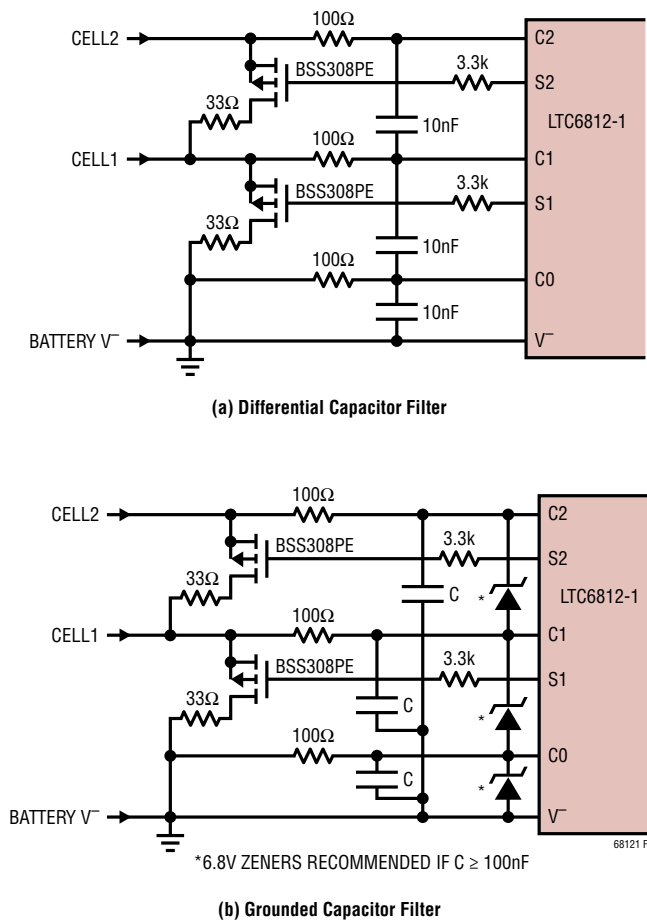 100Ω
CELL2
C2
BSS308PE
3.3k
S2
33Ω
LTC6812-1
10nF
100Ω
CELL1
C1
BSS308PE
3.3k
S1
33Ω
10nF
100Ω
C0
10nF
BATTERY V–
V–
(a) Differential Capacitor Filter
100Ω
CELL2
C2
BSS308PE
3.3k
S2
33Ω
LTC6812-1
C
*
100Ω
CELL1
C1
BSS308PE
3.3k
S1
33Ω
C
*
100Ω
C0
C
*
BATTERY V–
V–
68121 F
*6.8V ZENERS RECOMMENDED IF C ≥ 100nF
(b) Grounded Capacitor Filter